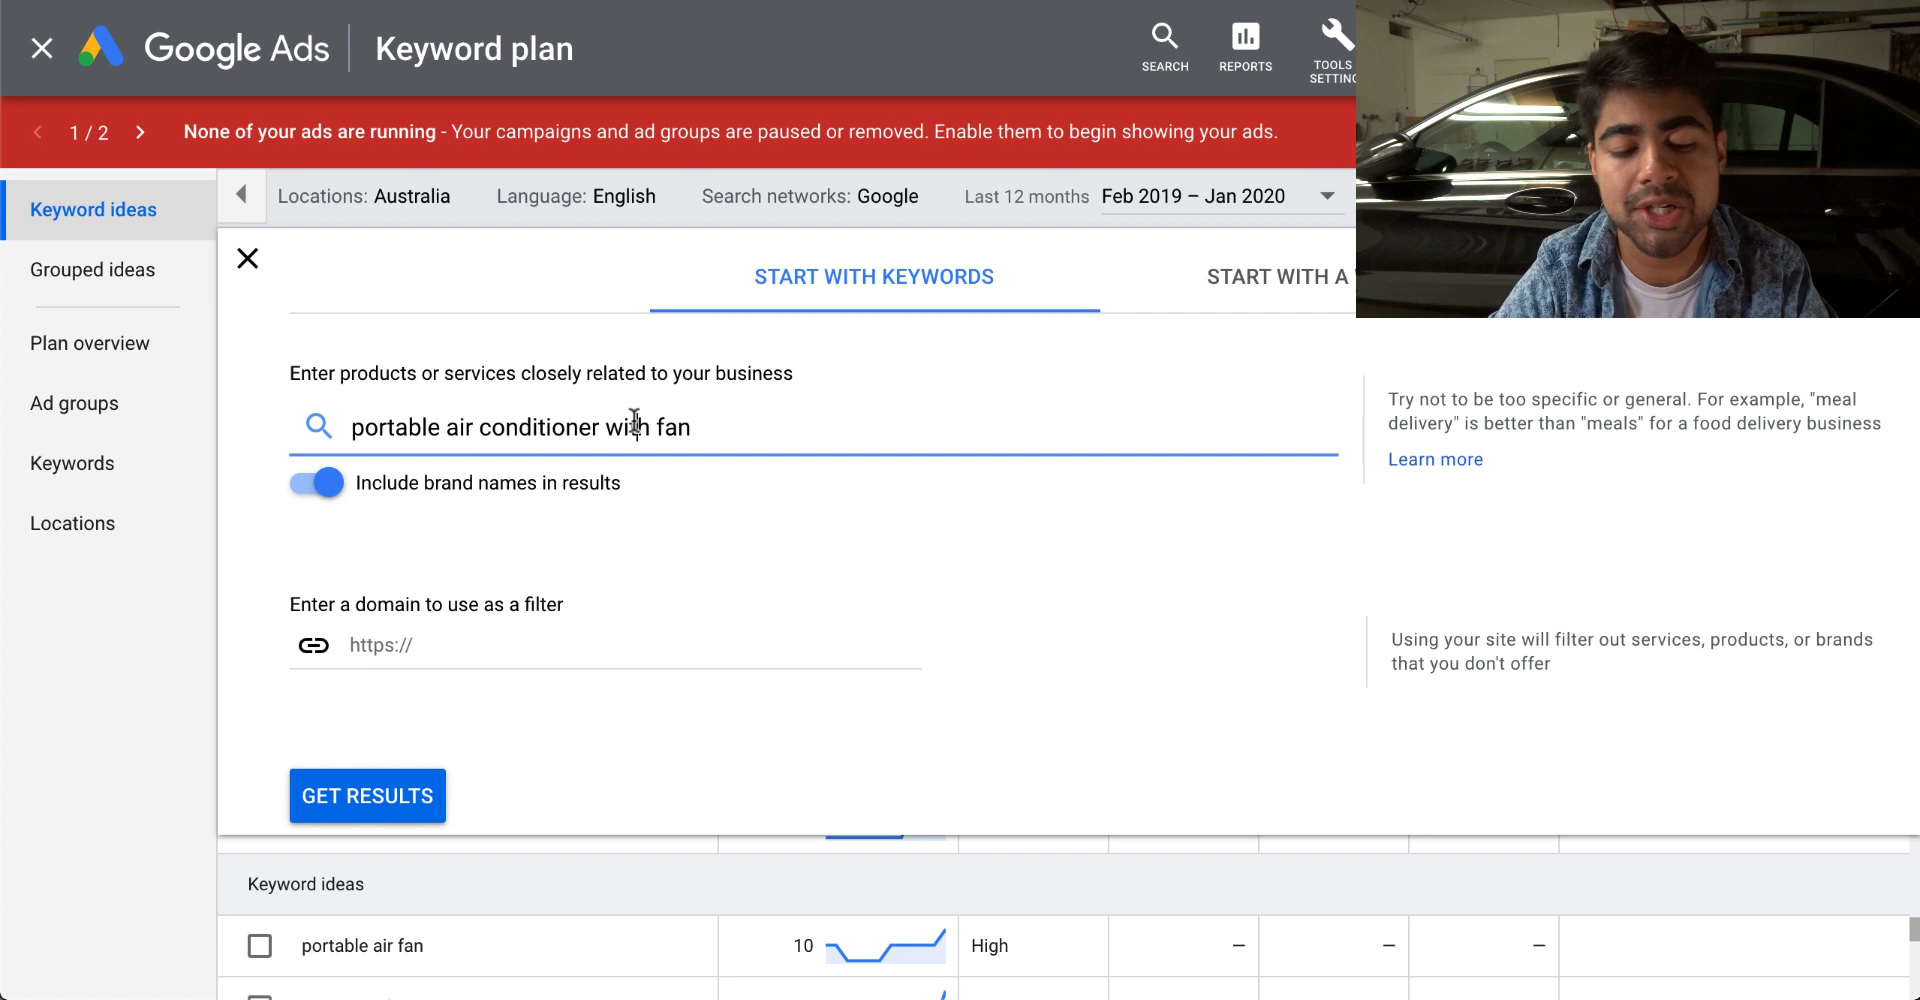 Google Ads
Keyword plan
SEARCH
REPORTS
TOOLS
SETTING
1 / 2
None of your ads are running - Your campaigns and ad groups are paused or removed. Enable them to begin showing your ads.
Keyword ideas
Grouped ideas
Plan overview
Ad groups
Keywords
Locations
Locations: Australia
Language: English
Search networks: Google
Last 12 months Feb 2019 – Jan 2020
START WITH KEYWORDS
START WITH A
Enter products or services closely related to your business
portable air conditioner with fan
Include brand names in results
Try not to be too specific or general. For example, "meal
delivery" is better than "meals" for a food delivery business
Learn more
Enter a domain to use as a filter
https://
Using your site will filter out services, products, or brands
that you don't offer
GET RESULTS
Keyword ideas
portable air fan
10
High
–
–
–